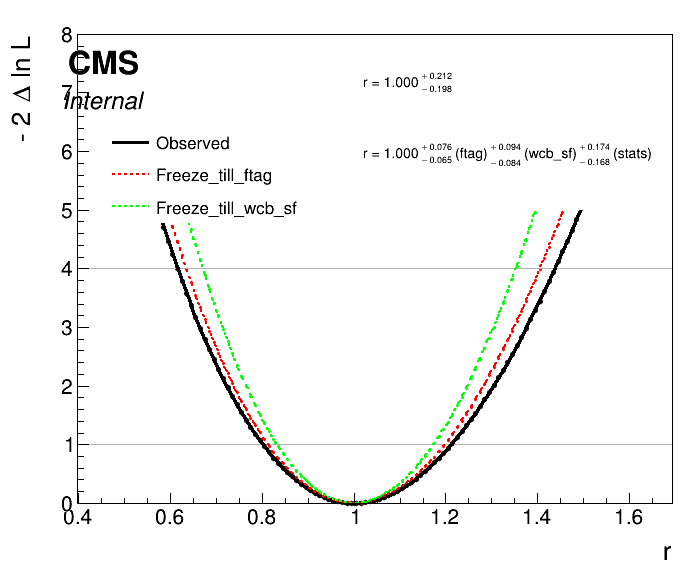 - 2 Δ ln L
8
7
6
5
4
3
2
1
0
CMS
Internal
Observed
Freeze_till_ftag
Freeze_till_wcb_sf
r = 1.000 + 0.212 - 0.198
r = 1.000 + 0.076 - 0.065 (ftag) + 0.094 - 0.084 (wcb_sf) + 0.174 - 0.168 (stats)
0.4 0.6 0.8 1 1.2 1.4 1.6
r